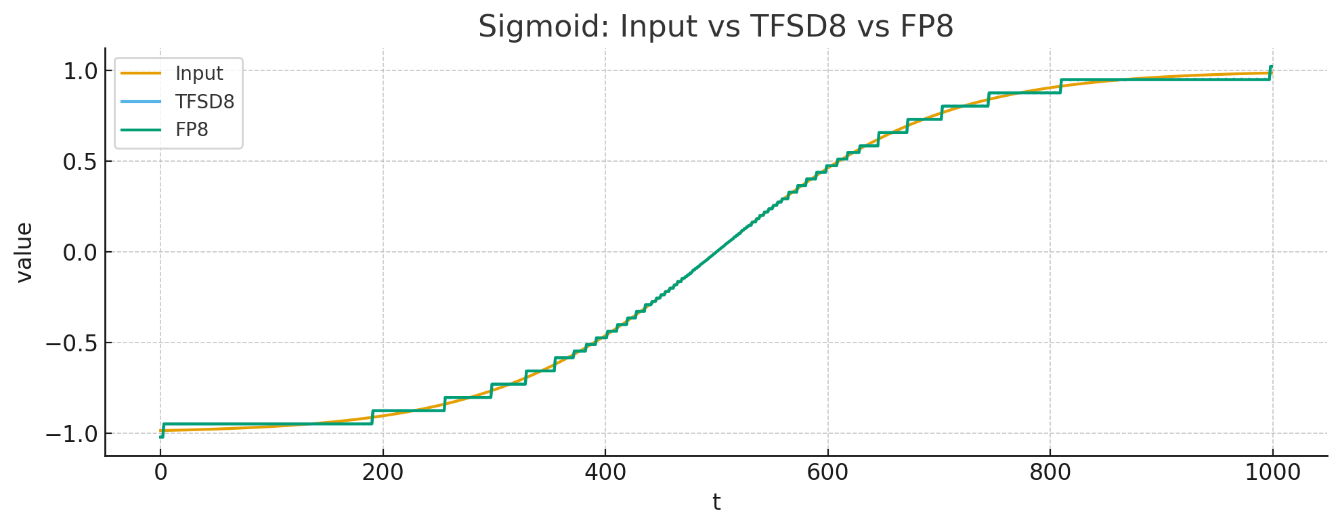 Sigmoid: Input vs TFSD8 vs FP8
Input
TFSD8
FP8
1.0
0.5
0.0
−0.5
−1.0
value
0 200 400 600 800 1000
t